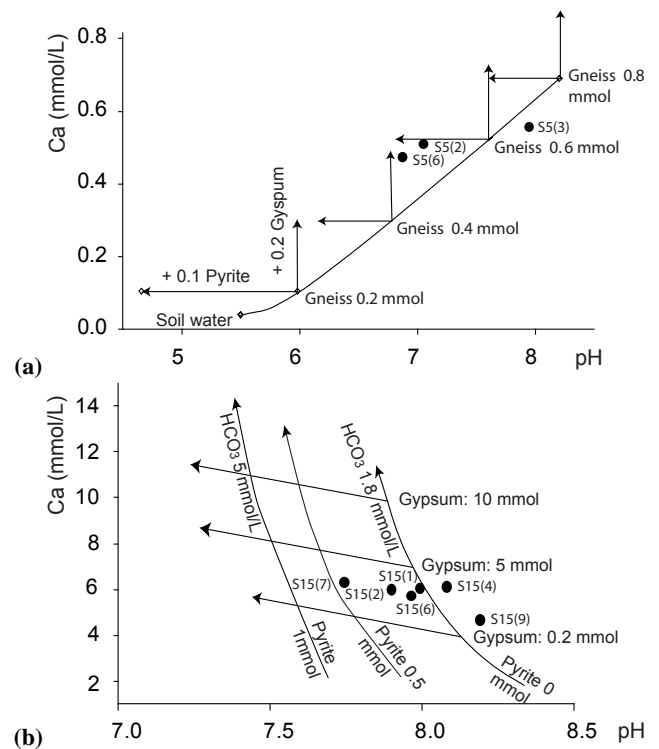 0.8
Ca (mmol/L)
0.6
0.4
0.2
0.0
Gneiss 0.8
mmol
S5(3)
S5(2)
S5(6)
Gneiss 0.6 mmol
+ 0.2 Gyspum
Gneiss 0.4 mmol
+ 0.1 Pyrite
Gneiss 0.2 mmol
Soil water
5
6
7
8
pH
(a)
14
Ca (mmol/L)
12
10
8
6
4
2
HCO3 5 mmol/L
HCO3 1.8 mmol/L
Gypsum: 10 mmol
Gypsum: 5 mmol
S15(1)
S15(7)
S15(2)
S15(4)
S15(6)
S15(9)
Gypsum: 0.2 mmol
Pyrite
1mmol
Pyrite 0.5
mmol
Pyrite 0
mmol
7.0
7.5
8.0
8.5
pH
(b)